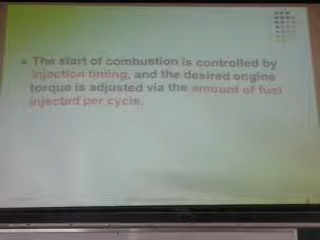 The start of combustion is controlled by
injection timing, and the desired engine
torque is adjusted via the amount of fuel
injected per cycle.